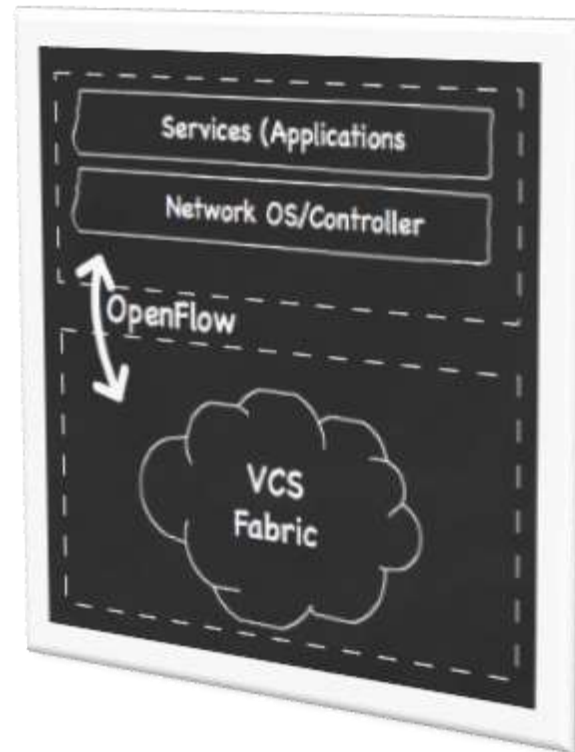 Services (Applications
Network OS/Controller
OpenFlow
VCS
Fabric